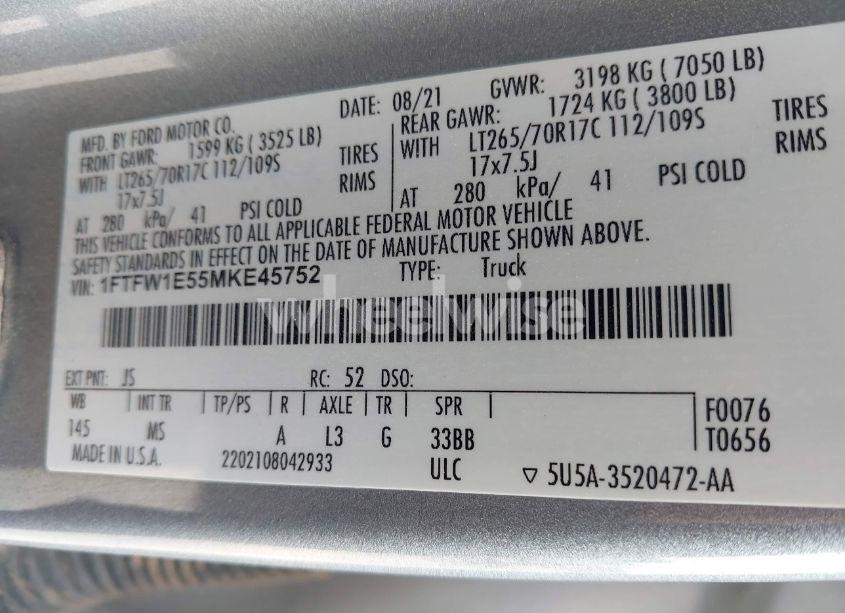 MFD. BY FORD MOTOR CO.
DATE: 08/21 GVWR: 3198 KG ( 7050 LB)
FRONT GAWR: 1599 KG ( 3525 LB)
REAR GAWR: 1724 KG ( 3800 LB)
WITH LT265/70R17C 112/109S TIRES
WITH LT265/70R17C 112/109S TIRES
17x7.5J RIMS
17x7.5J RIMS
AT 280 kPa/ 41 PSI COLD
AT 280 kPa/ 41 PSI COLD
THIS VEHICLE CONFORMS TO ALL APPLICABLE FEDERAL MOTOR VEHICLE
SAFETY STANDARDS IN EFFECT ON THE DATE OF MANUFACTURE SHOWN ABOVE.
VIN: 1FTFW1E55MKE45752 TYPE: Truck
wheelwise
EXT PNT: JS RC: 52 DSO:
WB INT TR TP/PS R AXLE TR SPR
145 MS A L3 G 33BB
F0076
T0656
MADE IN U.S.A. 2202108042933 ULC ▽ 5U5A-3520472-AA